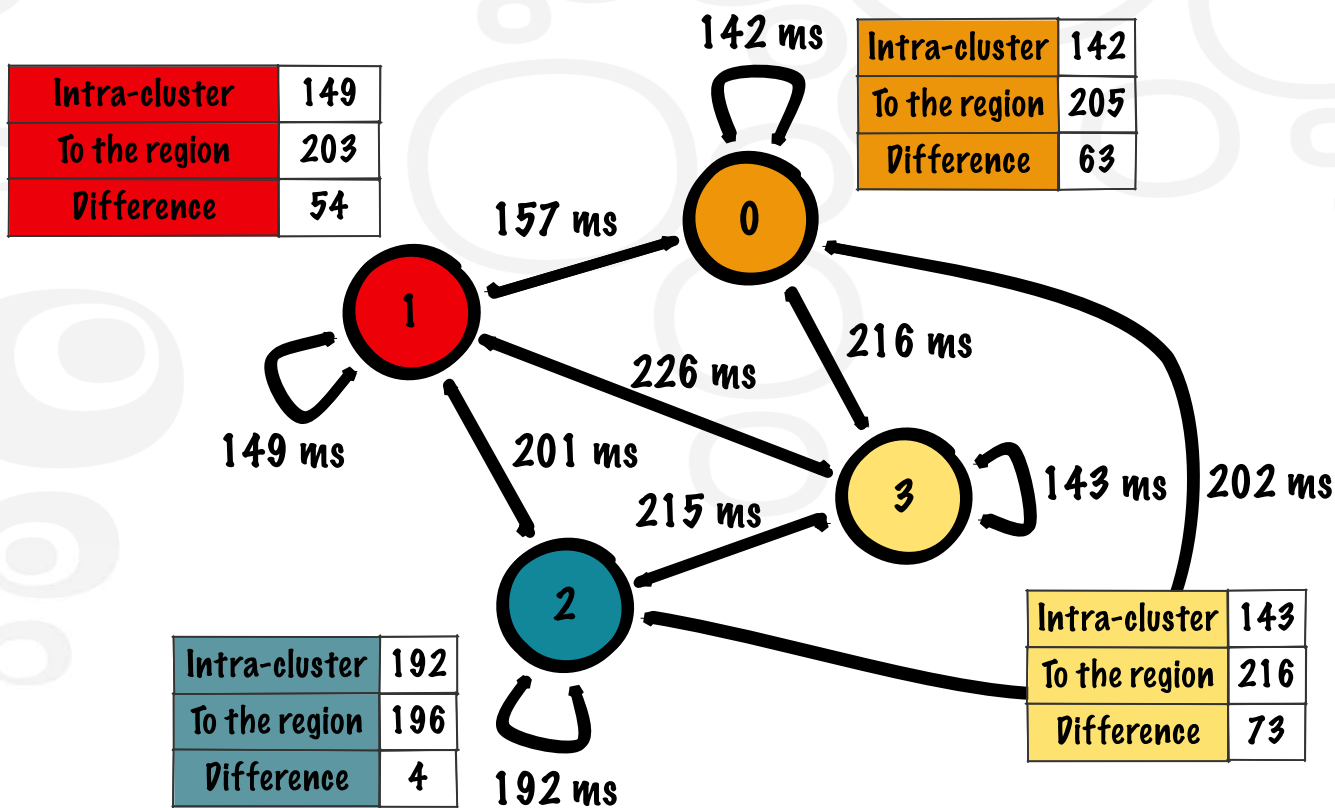 142 ms
Intra-cluster 142
To the region 205
Difference 63
Intra-cluster 149
To the region 203
Difference 54
157 ms
0
1
216 ms
226 ms
149 ms
201 ms
3
143 ms
202 ms
215 ms
2
Intra-cluster 143
To the region 216
Difference 73
Intra-cluster 192
To the region 196
Difference 4
192 ms